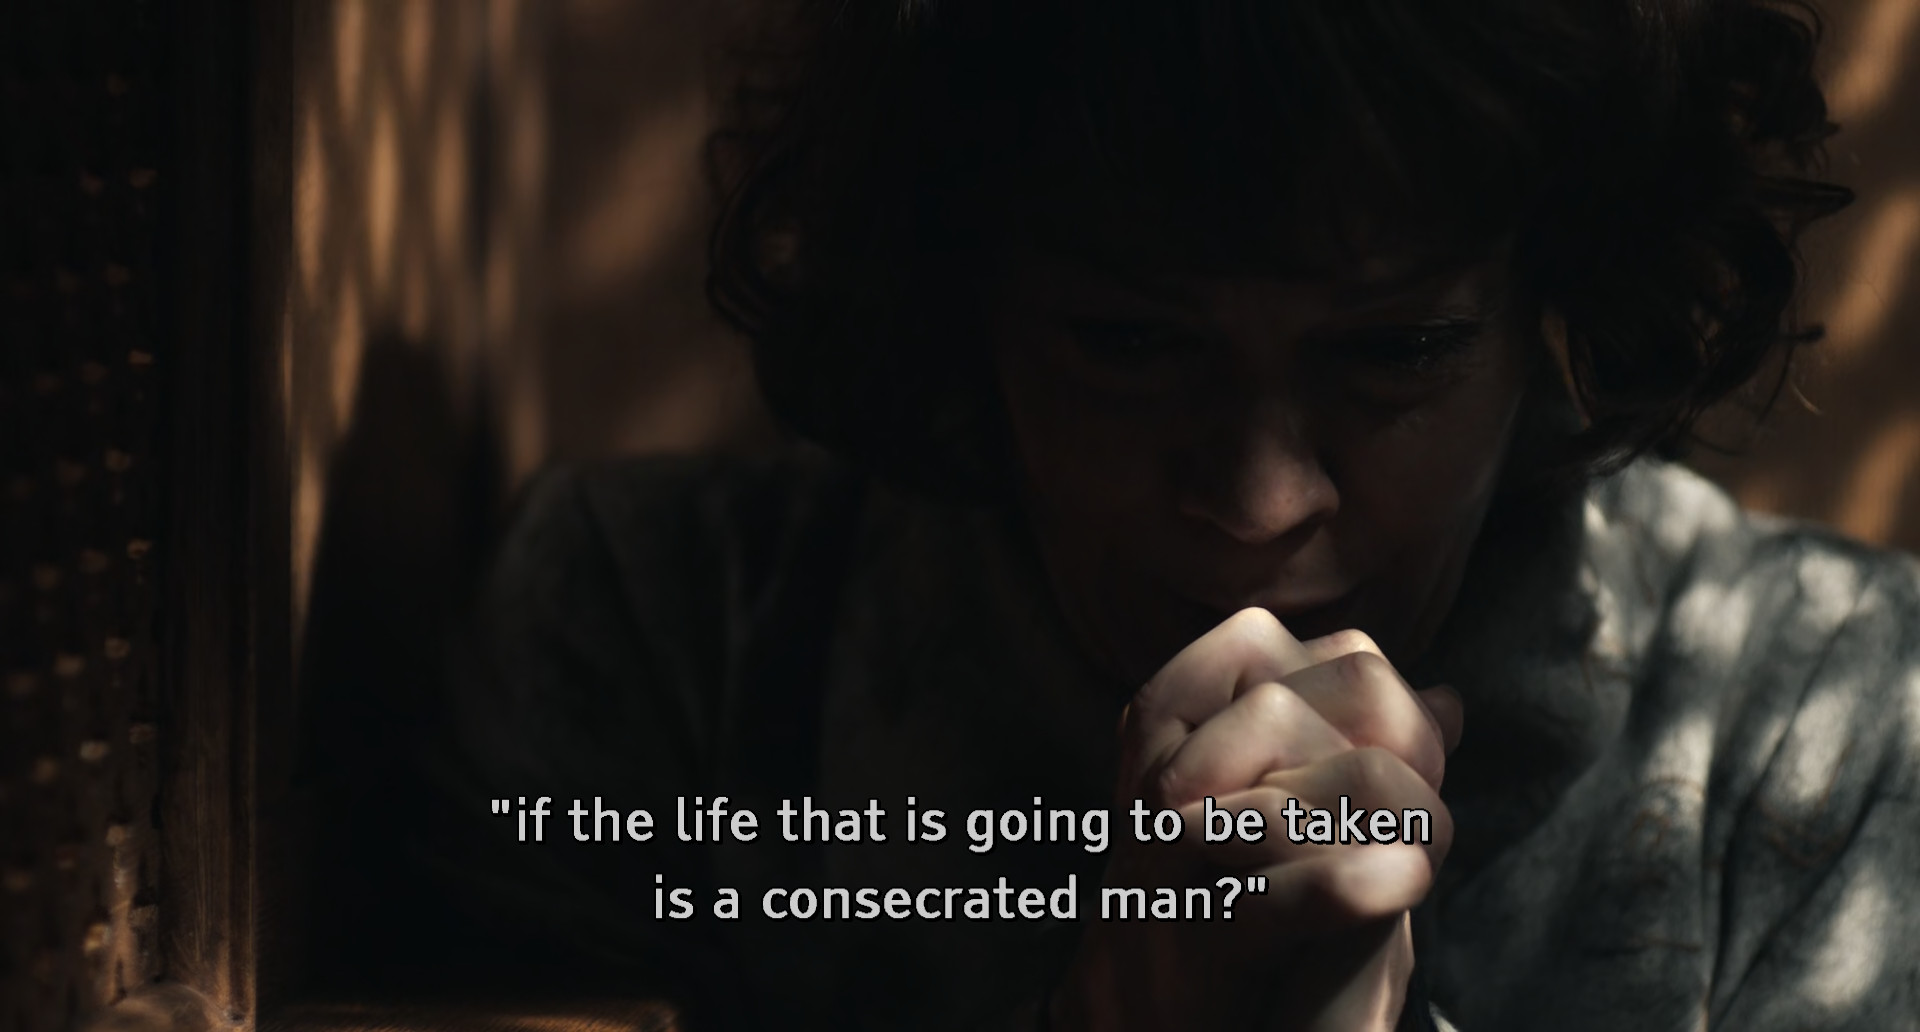 "if the life that is going to be taken
is a consecrated man?"